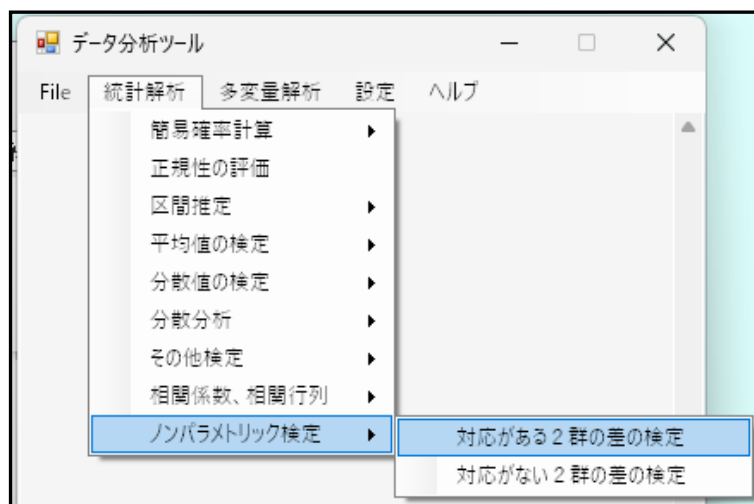 データ分析ツール
File 統計解析 多変量解析 設定 ヘルプ
簡易確率計算
正規性の評価
区間推定
平均値の検定
分散値の検定
分散分析
その他検定
相関係数、相関行列
ノンパラメトリック検定
対応がある2群の差の検定
対応がない2群の差の検定